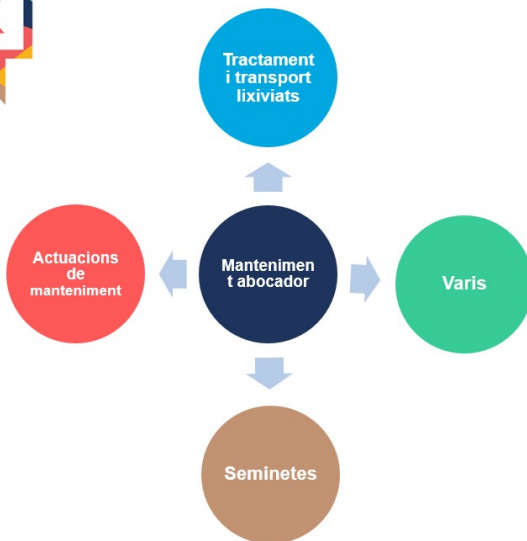 Tractament
i transport
lixiviats
Actuacions
de
manteniment
Mantenimen
t abocador
Varis
Seminetes